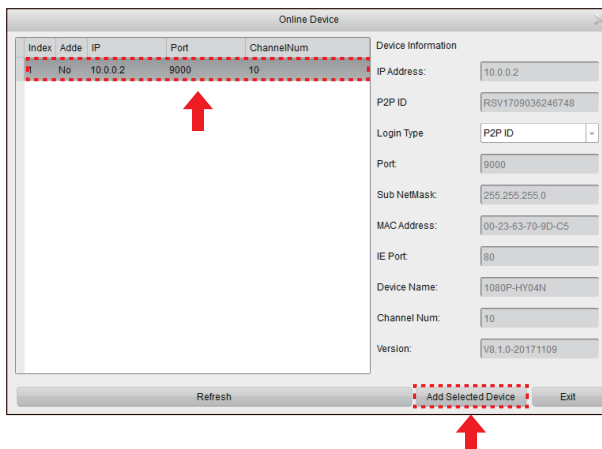 Online Device
Index Adde IP Port ChannelNum
1 No 10.0.0.2 9000 10
Device Information
IP Address: 10.0.0.2
P2P ID RSV1709036246748
Login Type P2P ID
Port: 9000
Sub NetMask: 255.255.255.0
MAC Address: 00-23-63-70-9D-C5
IE Port: 80
Device Name: 1080P-HY04N
Channel Num: 10
Version: V8.1.0-20171109
Refresh Add Selected Device Exit